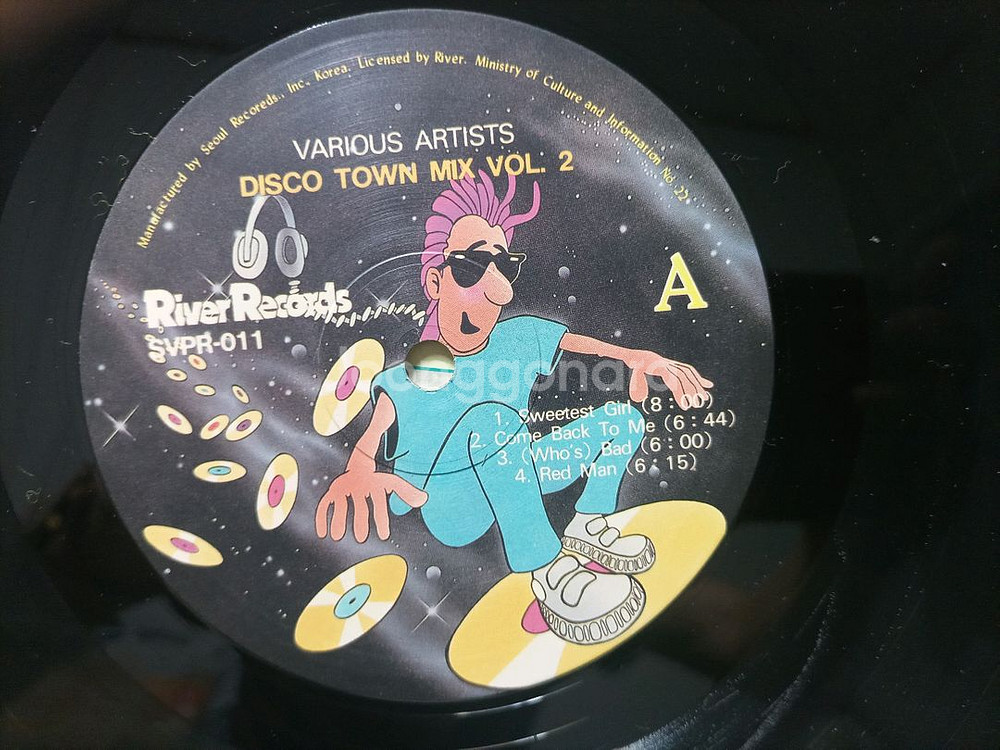 Manufactured by Seoul Records., Inc, Korea. Licensed by River. Ministry of Culture and Information No. 22
VARIOUS ARTISTS
DISCO TOWN MIX VOL. 2
A
River Records
SVPR-011
Joonggonara
1. Sweetest Girl (8 : 00)
2. Come Back To Me (6 : 44)
3. (Who's) Bad (6 : 00)
4. Red Man (6 : 15)